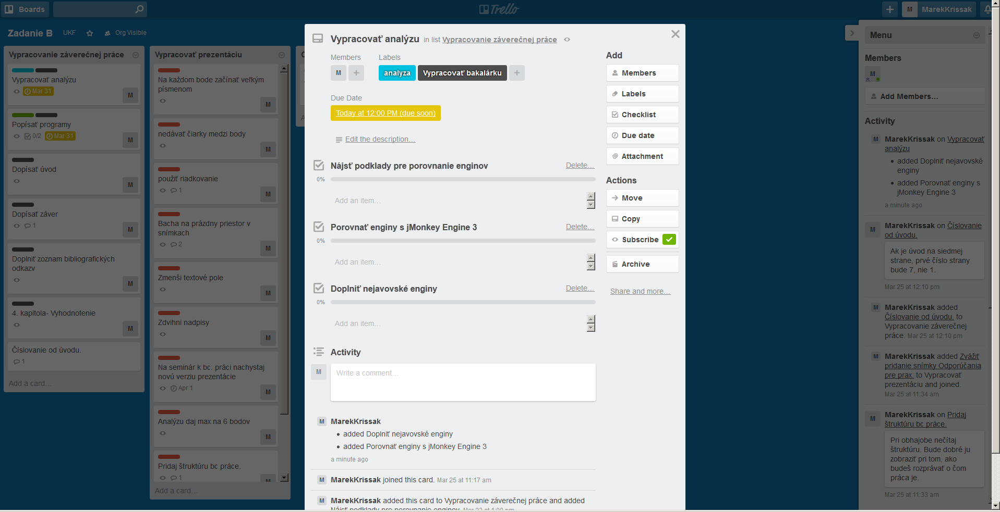 Boards
Trello
M MarekKrissak
Zadanie B UKF Org Visible
Vypracovanie záverečnej práce
Vypracovať analýzu
Mar 31
M
Popísať programy
0/2 Mar 31
M
Dopísať úvod
M
Dopísať záver
1
M
Doplniť zoznam bibliografických
odkazv
M
4. kapitola- Vyhodnotenie
M
Číslovanie od úvodu.
1
Add a card...
Vypracovať prezentáciu
Na každom bode začínať veľkým
písmenom
M
nedávať čiarky medzi body
M
použiť riadkovanie
1
M
Bacha na prázdny priestor v
snímkach
2
M
Zmenši textové pole
M
Zdvihni nadpisy
M
Na seminár k bc. práci nachystaj
novú verziu prezentácie
Apr 1
M
Analýzu daj max na 6 bodov
M
Pridaj štruktúru bc práce.
1
M
Add a card...
Vypracovať analýzu in list Vypracovanie záverečnej práce
Members Labels
M + analyza Vypracovať bakalárku +
Due Date
Today at 12:00 PM (due soon)
Edit the description...
Nájsť podklady pre porovnanie enginov Delete...
0%
Add an item...
Porovnať enginy s jMonkey Engine 3 Delete...
0%
Add an item...
Doplniť nejavovské enginy Delete...
0%
Add an item...
Activity
M Write a comment...
M MarekKrissak
• added Doplniť nejavovské enginy
• added Porovnať enginy s jMonkey Engine 3
a minute ago
M MarekKrissak joined this card. Mar 25 at 11:17 am
M MarekKrissak added this card to Vypracovanie záverečnej práce and added
Nájsť podklady pre porovnanie enginov.
Add
Members
Labels
Checklist
Due date
Attachment
Actions
Move
Copy
Subscribe
Archive
Share and more...
Menu
Members
M
Add Members...
Activity
M MarekKrissak on Vypracovať
analýzu
• added Doplniť nejavovské
enginy
• added Porovnať enginy s
jMonkey Engine 3
a minute ago
M MarekKrissak on Číslovanie
od úvodu.
Ak je úvod na siedmej
strane, prvé číslo strany
bude 7, nie 1.
Mar 25 at 12:10 pm
M MarekKrissak added
Číslovanie od úvodu. to
Vypracovanie záverečnej
práce. Mar 25 at 12:10 pm
M MarekKrissak added Zvážiť
pridanie snímky Odporúčania
pre prax. to Vypracovať
prezentáciu and joined.
Mar 25 at 11:34 am
M MarekKrissak on Pridaj
štruktúru bc práce.
Pri obhajobe nečítaj
štruktúru. Bude dobré ju
zobraziť pri tom, ako
budeš rozprávať o čom
práca je.
Mar 25 at 11:33 am